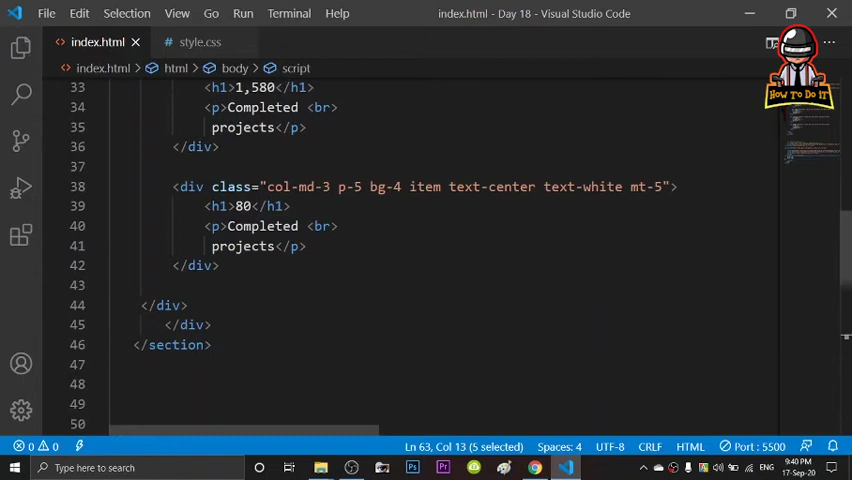 File Edit Selection View Go Run Terminal Help index.html - Day 18 - Visual Studio Code
index.html # style.css
index.html > html > body > script
33 <h1>1,580</h1>
34 <p>Completed <br>
35 projects</p>
36 </div>
37
38 <div class="col-md-3 p-5 bg-4 item text-center text-white mt-5">
39 <h1>80</h1>
40 <p>Completed <br>
41 projects</p>
42 </div>
43
44 </div>
45 </div>
46 </section>
47
48
49
50
HOW TO DO IT
0 0 Ln 63, Col 13 (5 selected) Spaces: 4 UTF-8 CRLF HTML Port : 5500
Type here to search Ps Pr ENG 9:40 PM
17-Sep-20